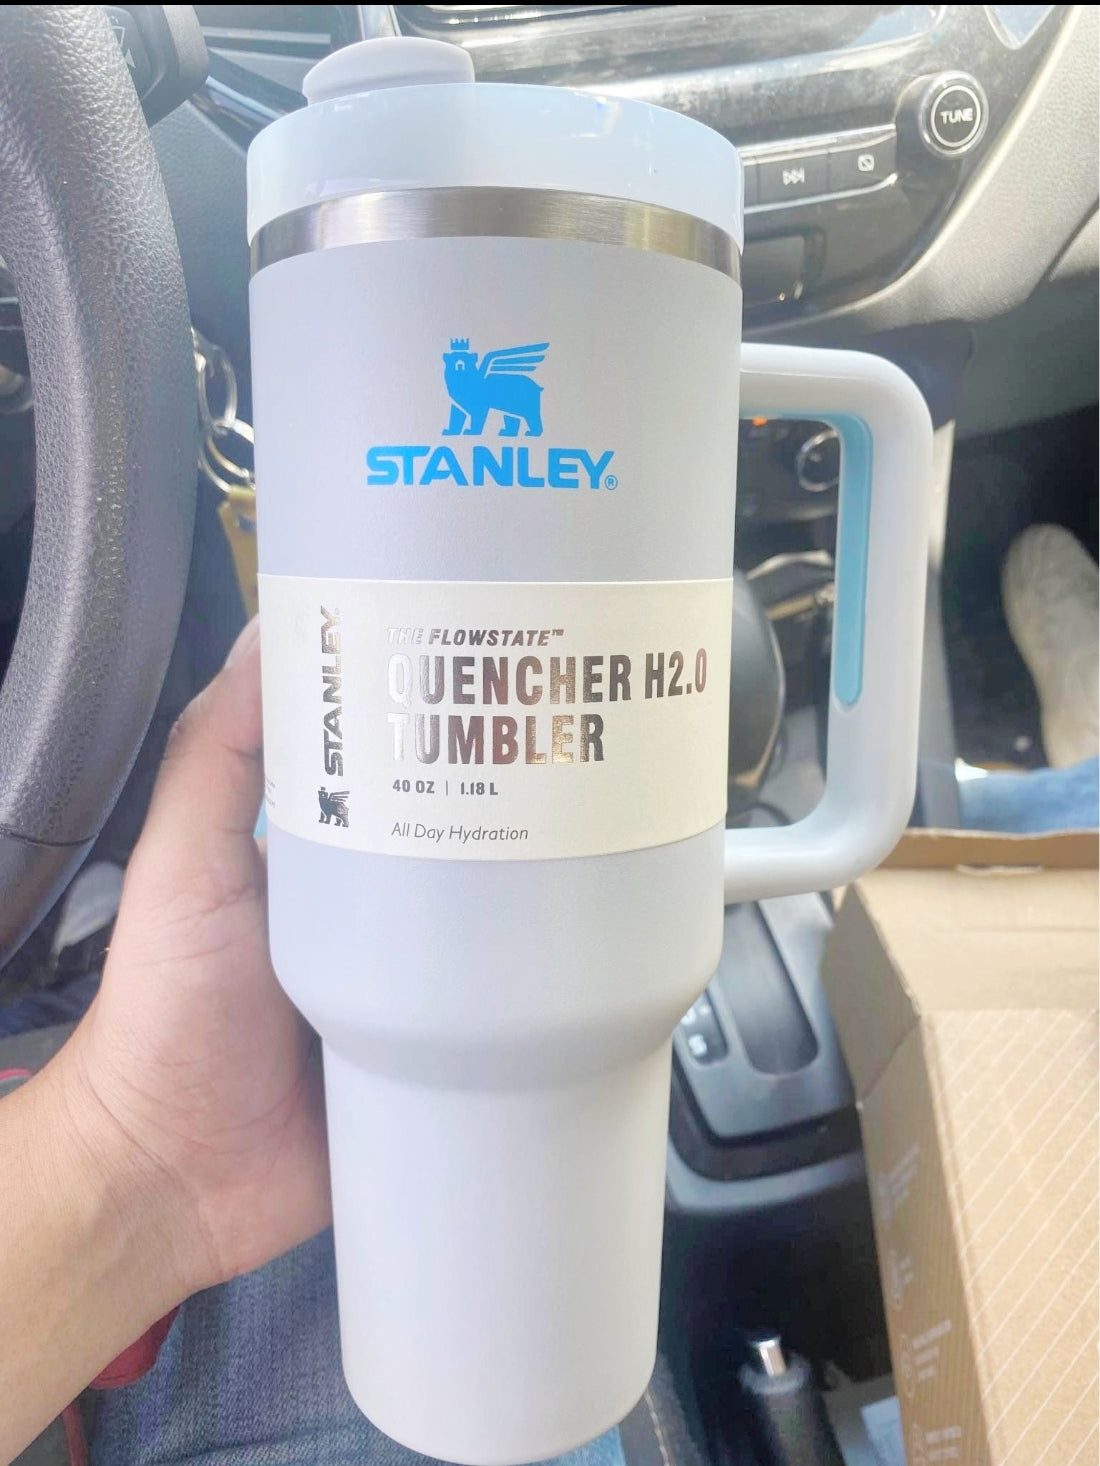 TUNE
STANLEY®
STANLEY®
THE FLOWSTATE™
QUENCHER H2.0
TUMBLER
40 OZ | 1.18 L
All Day Hydration